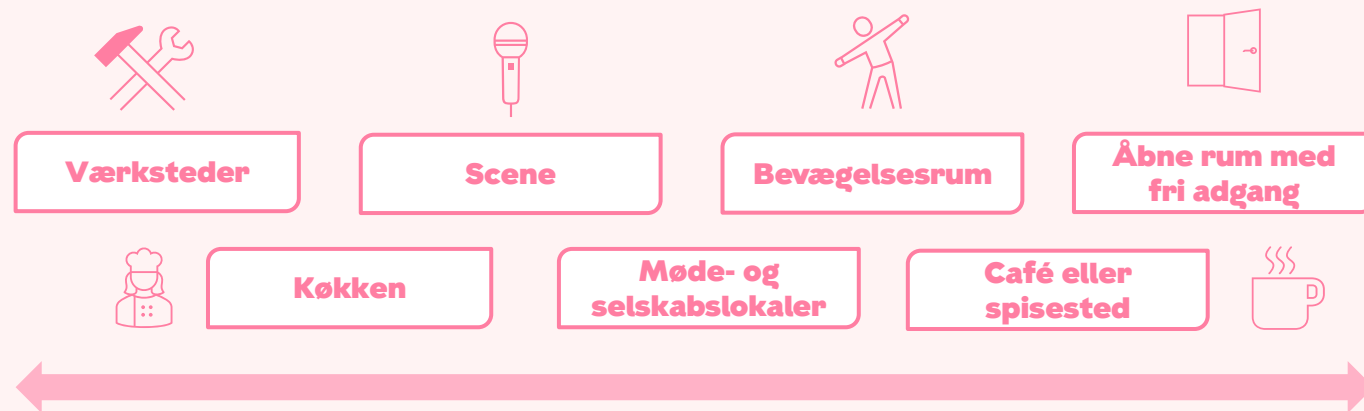 Værksteder
Scene
Bevægelsesrum
Åbne rum med
fri adgang
Køkken
Møde- og
selskabslokaler
Café eller
spisested